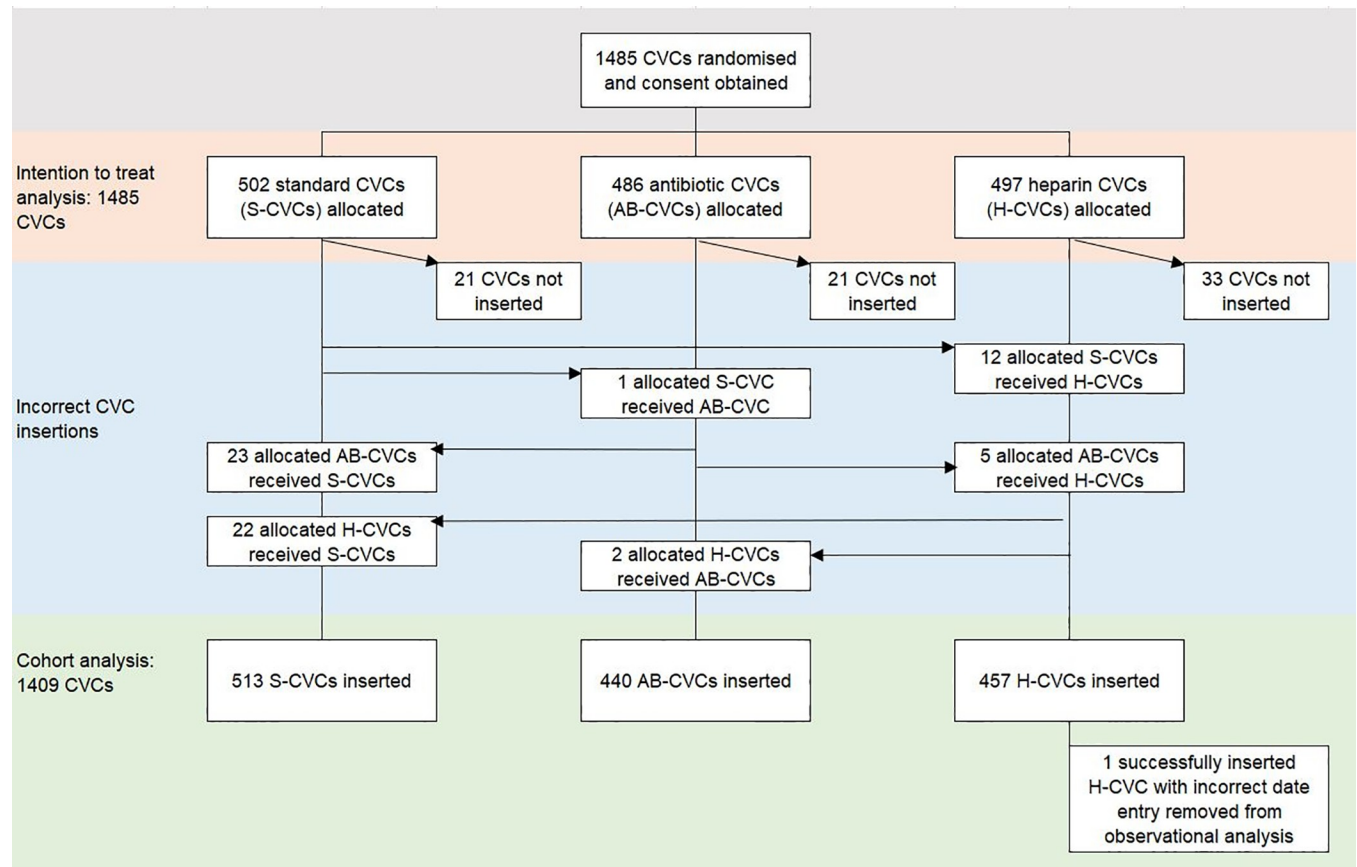 1485 CVCs randomised
and consent obtained
Intention to treat
analysis: 1485
CVCs
502 standard CVCs
(S-CVCs) allocated
486 antibiotic CVCs
(AB-CVCs) allocated
497 heparin CVCs
(H-CVCs) allocated
21 CVCs not
inserted
21 CVCs not
inserted
33 CVCs not
inserted
Incorrect CVC
insertions
12 allocated S-CVCs
received H-CVCs
1 allocated S-CVC
received AB-CVC
23 allocated AB-CVCs
received S-CVCs
5 allocated AB-CVCs
received H-CVCs
22 allocated H-CVCs
received S-CVCs
2 allocated H-CVCs
received AB-CVCs
Cohort analysis:
1409 CVCs
513 S-CVCs inserted
440 AB-CVCs inserted
457 H-CVCs inserted
1 successfully inserted
H-CVC with incorrect date
entry removed from
observational analysis